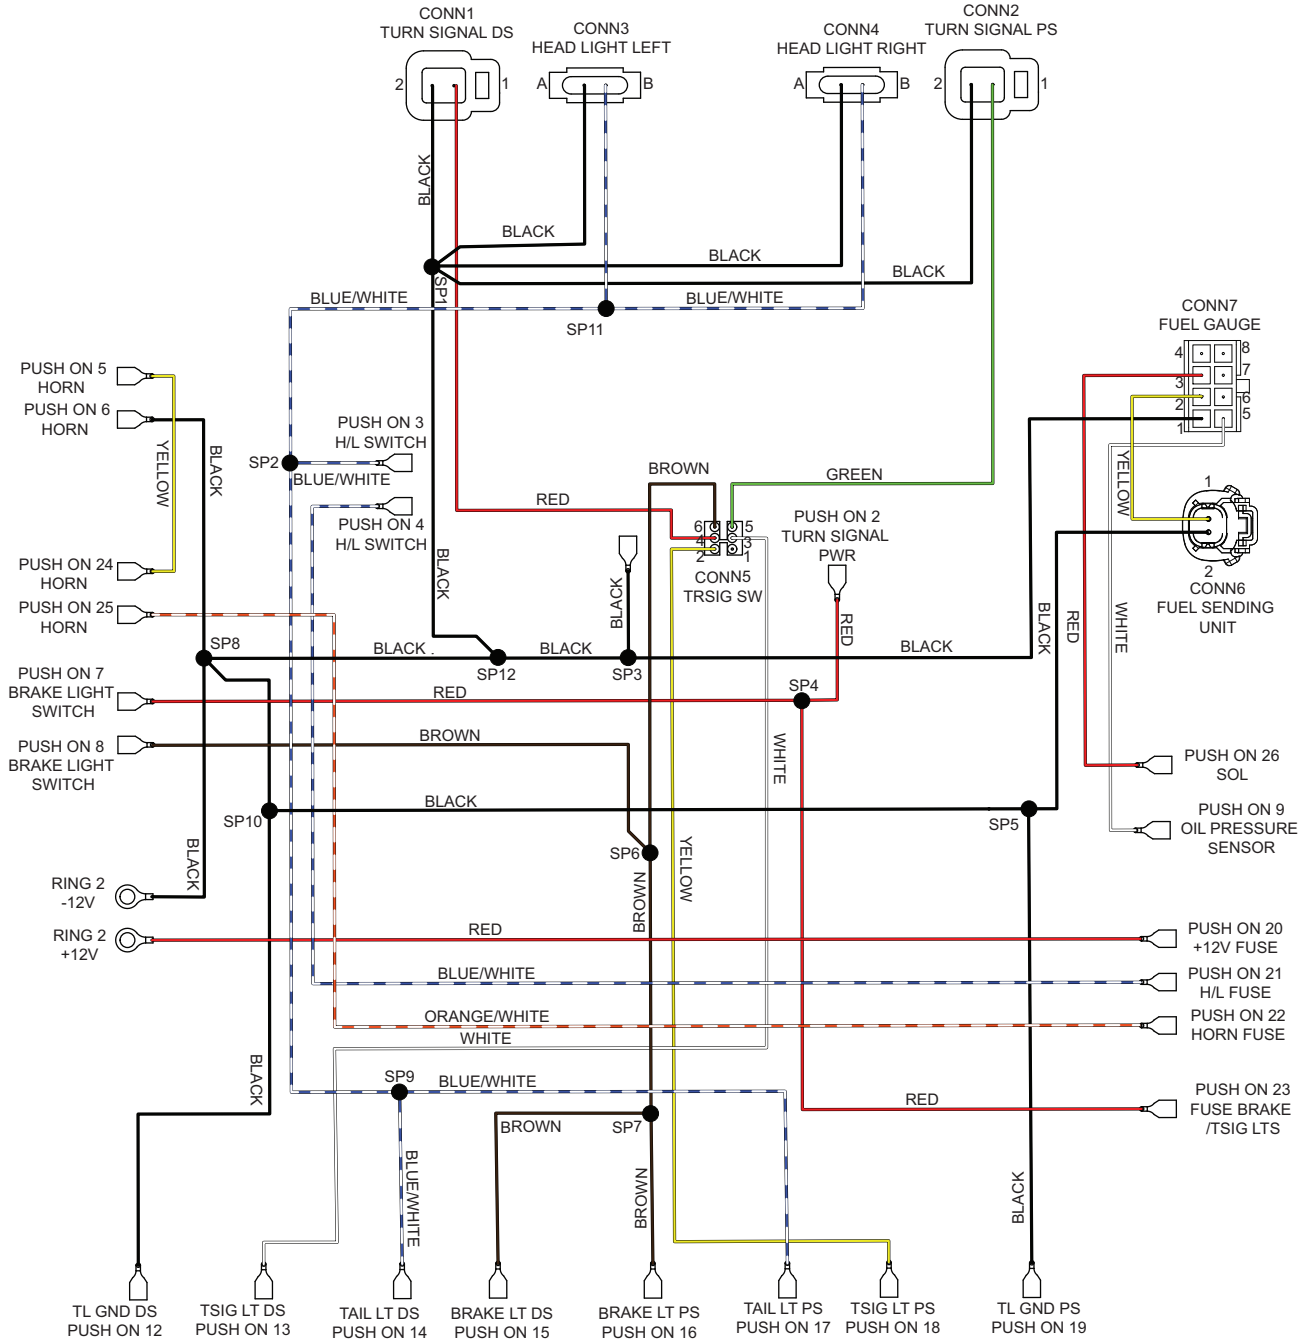 CONN1
TURN SIGNAL DS
CONN3
HEAD LIGHT LEFT
CONN4
HEAD LIGHT RIGHT
CONN2
TURN SIGNAL PS
2
1
A
B
A
B
2
1
BLACK
BLACK
BLACK
BLACK
SP1
BLUE/WHITE
BLUE/WHITE
SP11
CONN7
FUEL GAUGE
4
8
3
7
2
6
1
5
PUSH ON 5
HORN
PUSH ON 6
HORN
YELLOW
BLACK
PUSH ON 3
H/L SWITCH
SP2
BLUE/WHITE
PUSH ON 4
H/L SWITCH
BROWN
GREEN
RED
6
5
4
3
2
1
CONN5
TRSIG SW
PUSH ON 2
TURN SIGNAL
PWR
YELLOW
1
2
CONN6
FUEL SENDING
UNIT
PUSH ON 24
HORN
PUSH ON 25
HORN
BLACK
BLACK
RED
BLACK
RED
WHITE
SP8
BLACK .
BLACK
BLACK
SP12
SP3
PUSH ON 7
BRAKE LIGHT
SWITCH
RED
SP4
PUSH ON 8
BRAKE LIGHT
SWITCH
BROWN
WHITE
PUSH ON 26
SOL
SP10
BLACK
SP5
PUSH ON 9
OIL PRESSURE
SENSOR
SP6
YELLOW
BLACK
BROWN
RING 2
-12V
RING 2
+12V
RED
PUSH ON 20
+12V FUSE
BLUE/WHITE
PUSH ON 21
H/L FUSE
ORANGE/WHITE
PUSH ON 22
HORN FUSE
WHITE
BLACK
SP9
BLUE/WHITE
RED
PUSH ON 23
FUSE BRAKE
/TSIG LTS
BROWN
SP7
BLUE/WHITE
BROWN
BLACK
TL GND DS
PUSH ON 12
TSIG LT DS
PUSH ON 13
TAIL LT DS
PUSH ON 14
BRAKE LT DS
PUSH ON 15
BRAKE LT PS
PUSH ON 16
TAIL LT PS
PUSH ON 17
TSIG LT PS
PUSH ON 18
TL GND PS
PUSH ON 19